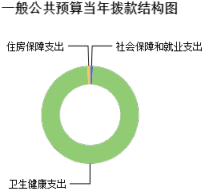 一般公共预算当年拨款结构图
住房保障支出
社会保障和就业支出
卫生健康支出